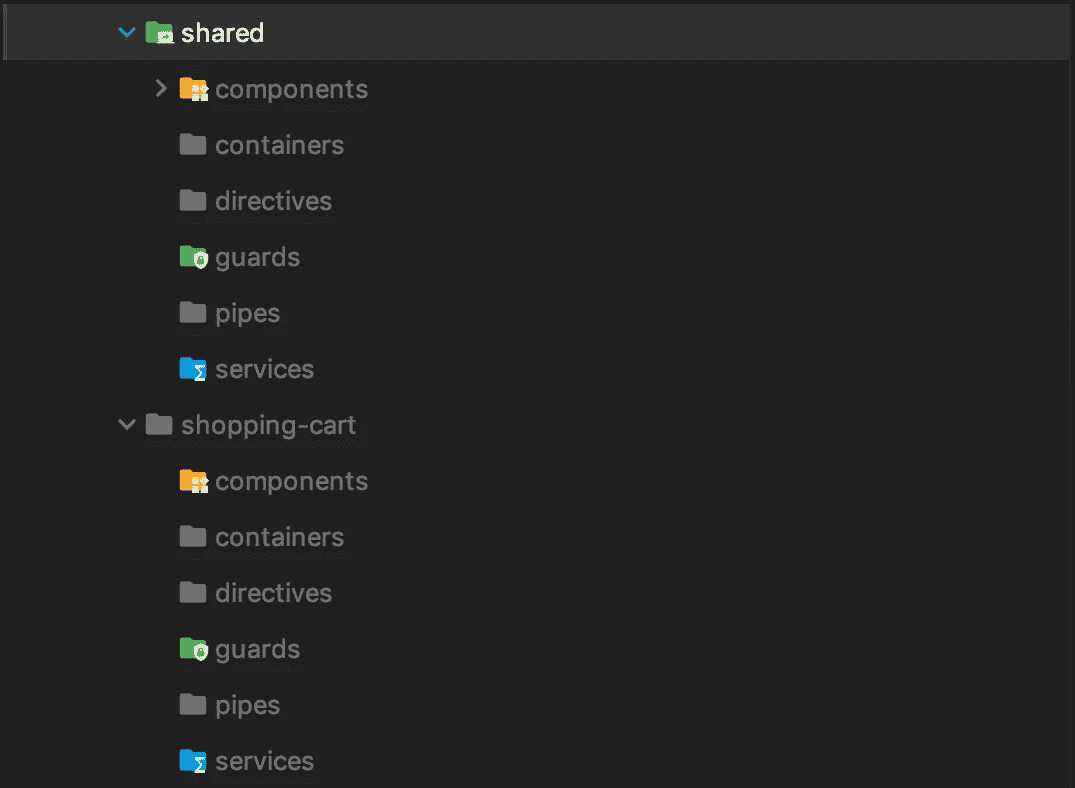 shared
components
containers
directives
guards
pipes
services
shopping-cart
components
containers
directives
guards
pipes
services